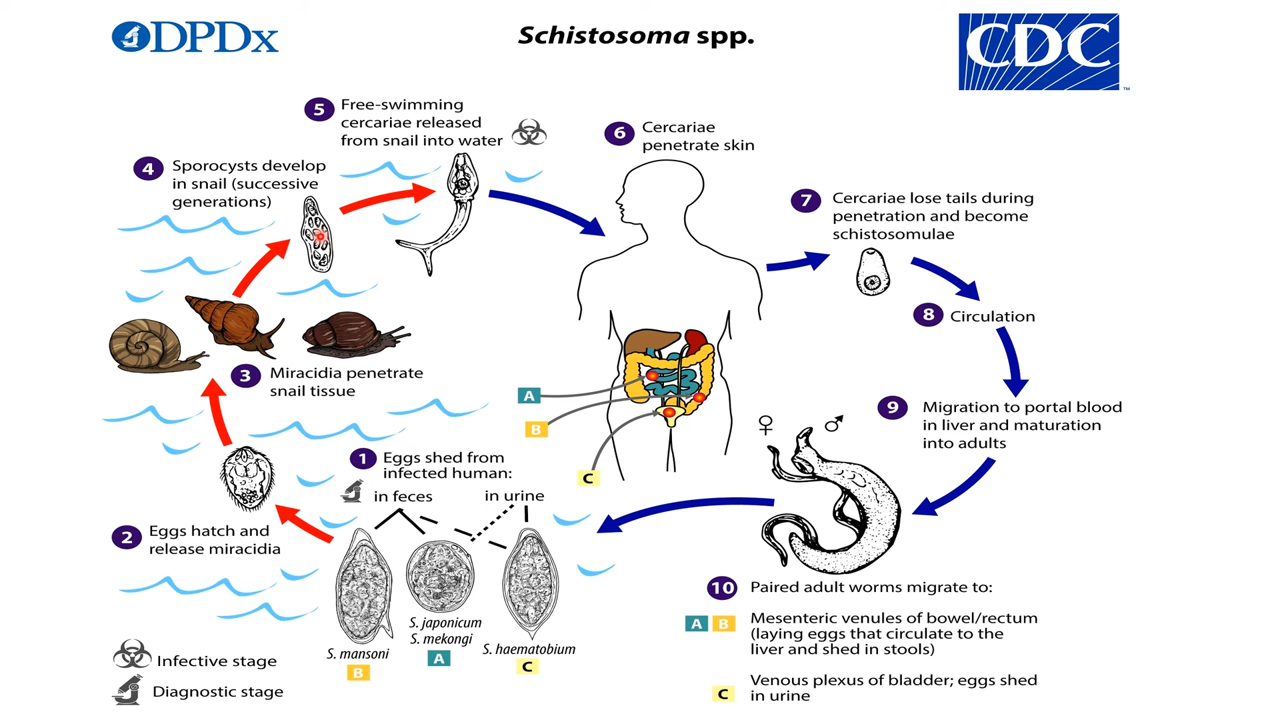 DPDx
Schistosoma spp.
CDC
TM
5
Free-swimming
cercariae released
from snail into water
6
Cercariae
penetrate skin
4
Sporocysts develop
in snail (successive
generations)
7
Cercariae lose tails during
penetration and become
schistosomulae
8
Circulation
3
Miracidia penetrate
snail tissue
A
B
C
9
Migration to portal blood
in liver and maturation
into adults
♀ ♂
1
Eggs shed from
infected human:
in feces
in urine
2
Eggs hatch and
release miracidia
S. japonicum
S. mekongi
A
S. mansoni
B
S. haematobium
C
10
Paired adult worms migrate to:
A B
Mesenteric venules of bowel/rectum
(laying eggs that circulate to the
liver and shed in stools)
C
Venous plexus of bladder; eggs shed
in urine
Infective stage
Diagnostic stage